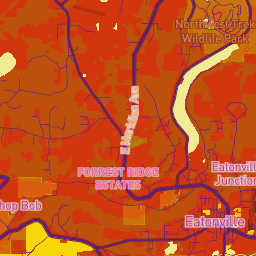 Northwest Trek
Wildlife Park
FORREST RIDGE
ESTATES
Eatonville
Junction
hop Bob
Eatonville